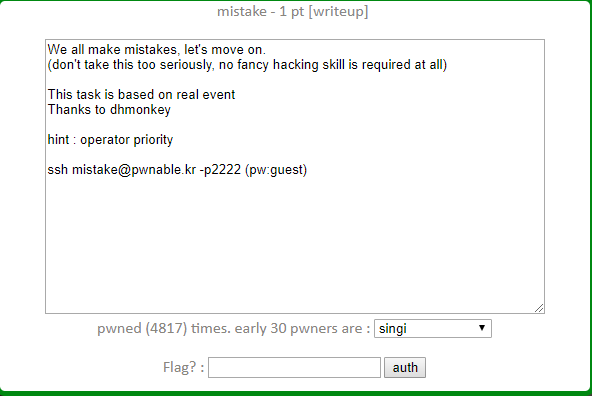 mistake - 1 pt [writeup]
We all make mistakes, let's move on.
(don't take this too seriously, no fancy hacking skill is required at all)
This task is based on real event
Thanks to dhmonkey
hint : operator priority
ssh mistake@pwnable.kr -p2222 (pw:guest)
pwned (4817) times. early 30 pwners are : singi
Flag? : auth